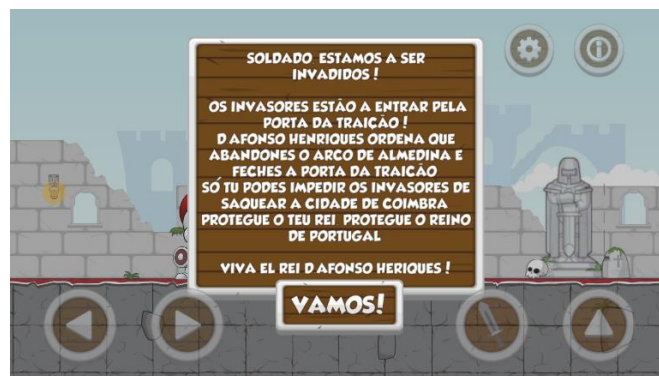 SOLDADO ESTAMOS A SER
INVADIDOS!
OS INVASORES ESTÃO A ENTRAR PELA
PORTA DA TRAIÇÃO!
D AFONSO HENRIQUES ORDENA QUE
ABANDONES O ARCO DE ALMEDINA E
FECHES A PORTA DA TRAIÇÃO
SÓ TU PODES IMPEDIR OS INVASORES DE
SAQUEAR A CIDADE DE COIMBRA
PROTEGUE O TEU REI PROTEGUE O REINO
DE PORTUGAL
VIVA EL REI D AFONSO HERIQUES!
VAMOS!